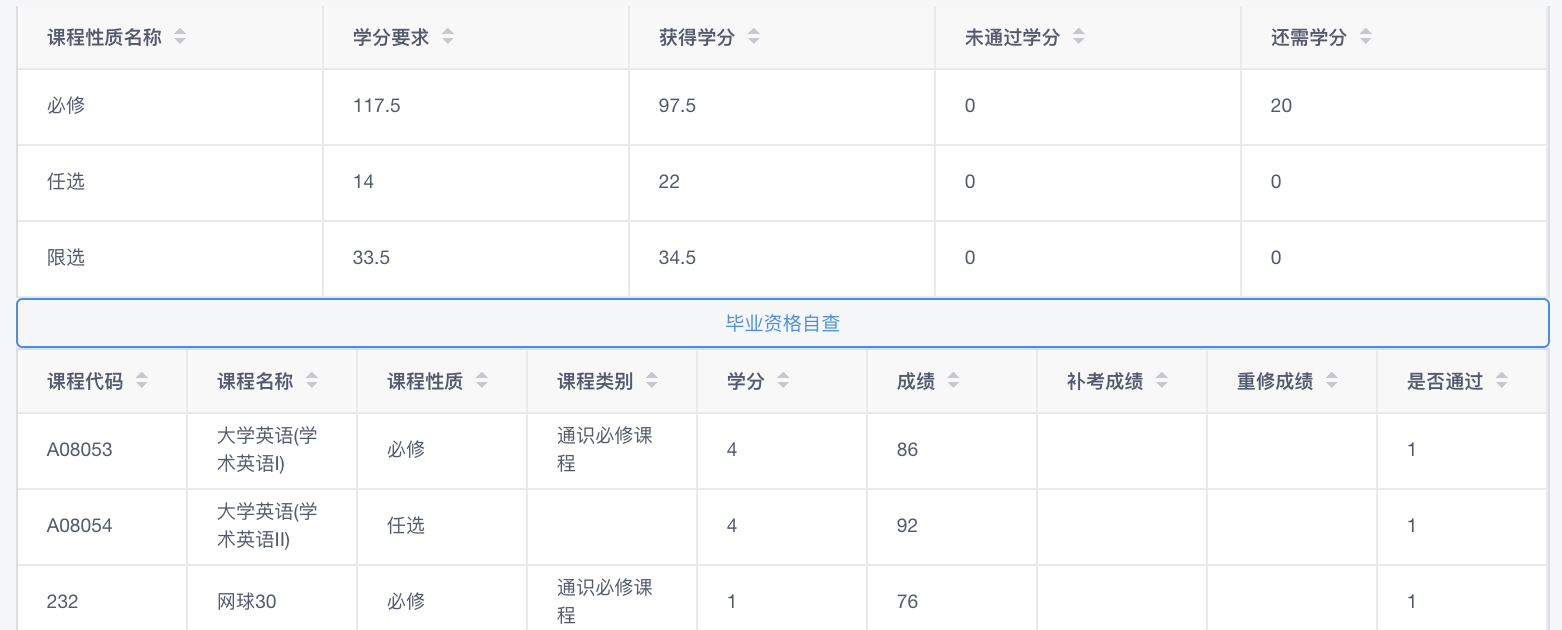 课程性质名称 学分要求 获得学分 未通过学分 还需学分
必修 117.5 97.5 0 20
任选 14 22 0 0
限选 33.5 34.5 0 0
毕业资格自查
课程代码 课程名称 课程性质 课程类别 学分 成绩 补考成绩 重修成绩 是否通过
A08053 大学英语(学术英语I) 必修 通识必修课程 4 86 1
A08054 大学英语(学术英语II) 任选 4 92 1
232 网球30 必修 通识必修课程 1 76 1